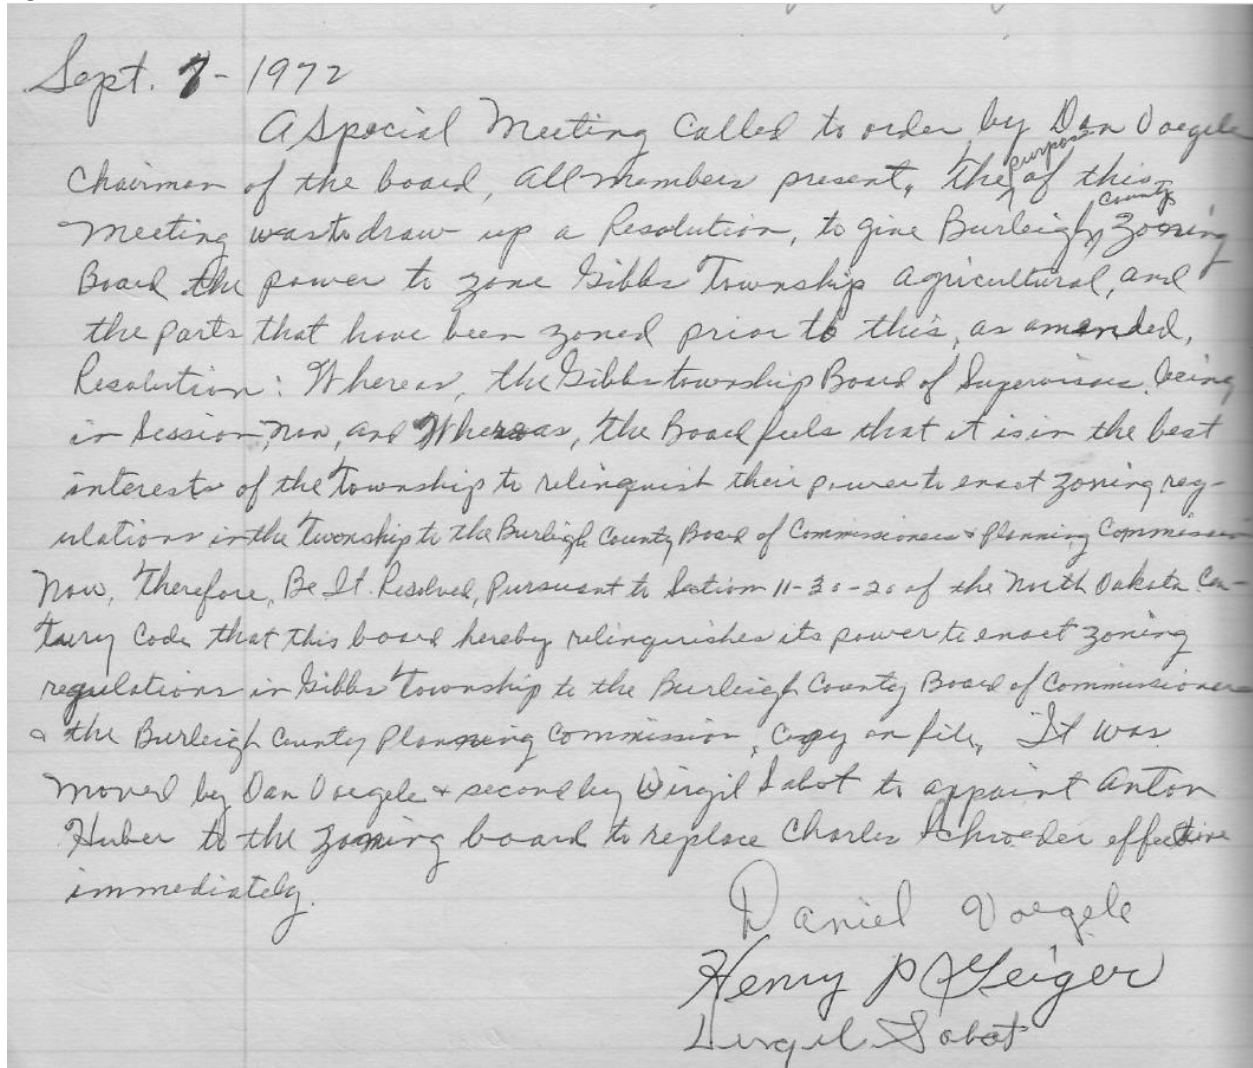 Sept. 7 - 1972
A Special Meeting Called to order by Dan Voegele
Chairman of the board, all members present, The purpose of this
meeting was to draw up a Resolution, to give Burleigh County Zoning
Board the power to zone Gibbs Township agricultural, and
the parts that have been zoned prior to this, as amended,
Resolution: Whereas, the Gibbs township Board of Supervisors being
in Session, now, and Whereas, the Board feels that it is in the best
interests of the Township to relinquish their power to enact zoning reg-
ulations in the Twonship to the Burleigh County Board of Commissioners & Planning Commission
Now, Therefore, Be It Resolved, Pursuant to Section 11-30-20 of the North Dakota Cen-
tury Code that this board hereby relinquishes its power to enact zoning
regulations in Gibbs Township to the Burleigh County Board of Commissioners
& the Burleigh County Planning Commission, Copy on file, It was
moved by Dan Voegele & second by Virgil Sabot to appoint Anton
Huber to the zoning board to replace Charles Schroeder effective
immediately.
Daniel Voegele
Henry P Geiger
Virgil Sabot